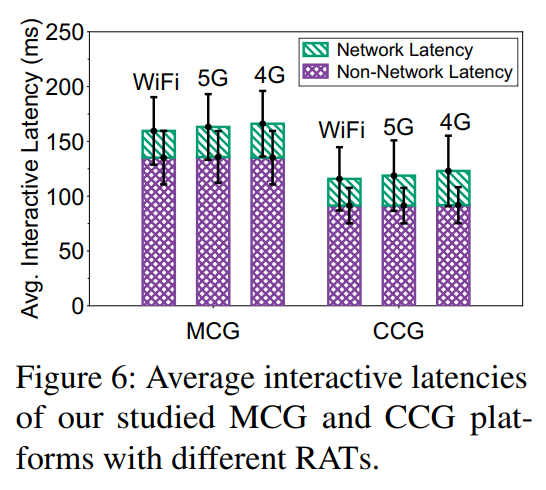 Avg. Interactive Latency (ms)
250
200
150
100
50
0
Network Latency
Non-Network Latency
WiFi 5G 4G
WiFi 5G 4G
MCG CCG
Figure 6: Average interactive latencies
of our studied MCG and CCG plat-
forms with different RATs.